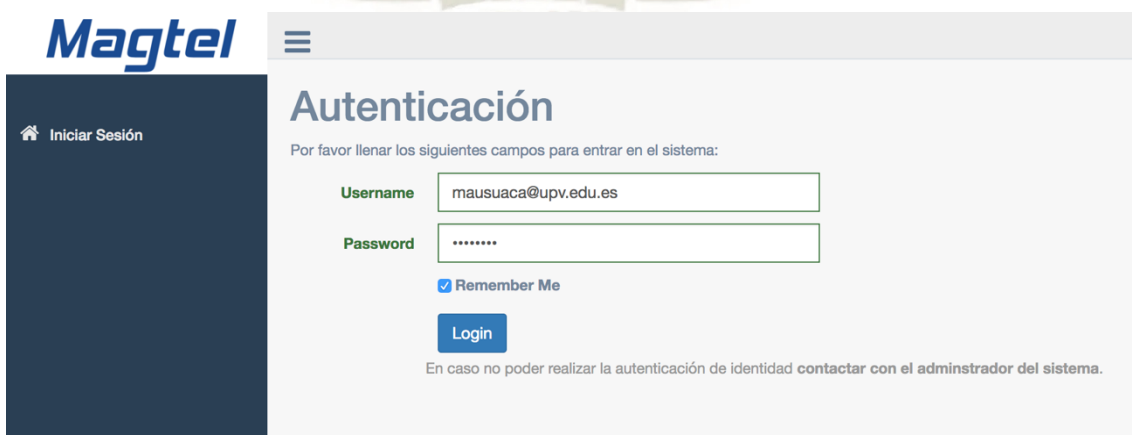 Magtel
Autenticación
Iniciar Sesión
Por favor llenar los siguientes campos para entrar en el sistema:
Username mausuaca@upv.edu.es
Password ••••••••
Remember Me
Login
En caso no poder realizar la autenticación de identidad contactar con el adminstrador del sistema.